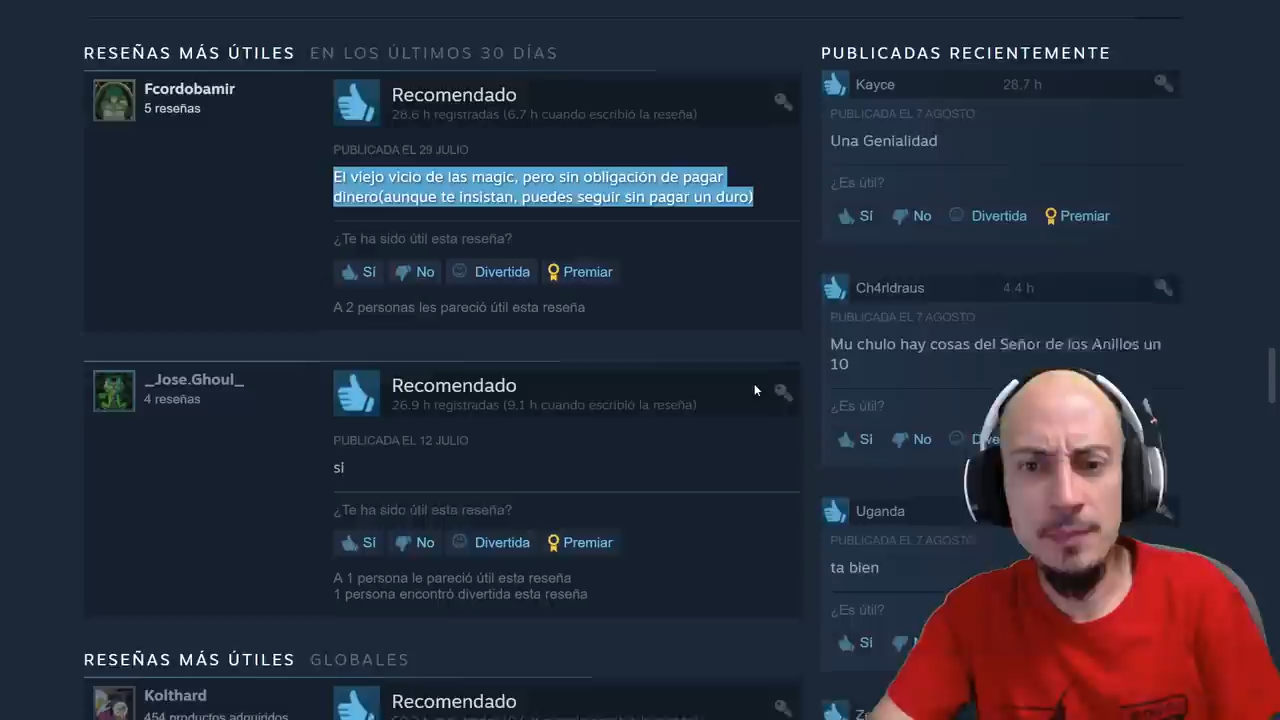 RESEÑAS MÁS ÚTILES EN LOS ÚLTIMOS 30 DÍAS
Fcordobamir
5 reseñas
Recomendado
28.6 h registradas (6.7 h cuando escribió la reseña)
PUBLICADA EL 29 JULIO
El viejo vicio de las magic, pero sin obligación de pagar
dinero(aunque te insistan, puedes seguir sin pagar un duro)
¿Te ha sido útil esta reseña?
Sí No Divertida Premiar
A 2 personas les pareció útil esta reseña
_Jose.Ghoul_
4 reseñas
Recomendado
26.9 h registradas (9.1 h cuando escribió la reseña)
PUBLICADA EL 12 JULIO
si
¿Te ha sido útil esta reseña?
Sí No Divertida Premiar
A 1 persona le pareció útil esta reseña
1 persona encontró divertida esta reseña
RESEÑAS MÁS ÚTILES GLOBALES
Kolthard
454 productos adquiridos
Recomendado
PUBLICADAS RECIENTEMENTE
Kayce 28.7 h
PUBLICADA EL 7 AGOSTO
Una Genialidad
¿Es útil?
Sí No Divertida Premiar
Ch4rldraus 4.4 h
PUBLICADA EL 7 AGOSTO
Mu chulo hay cosas del Señor de los Anillos un
10
¿Es útil?
Sí No
Uganda
PUBLICADA EL 7 AGOSTO
ta bien
¿Es útil?
Sí